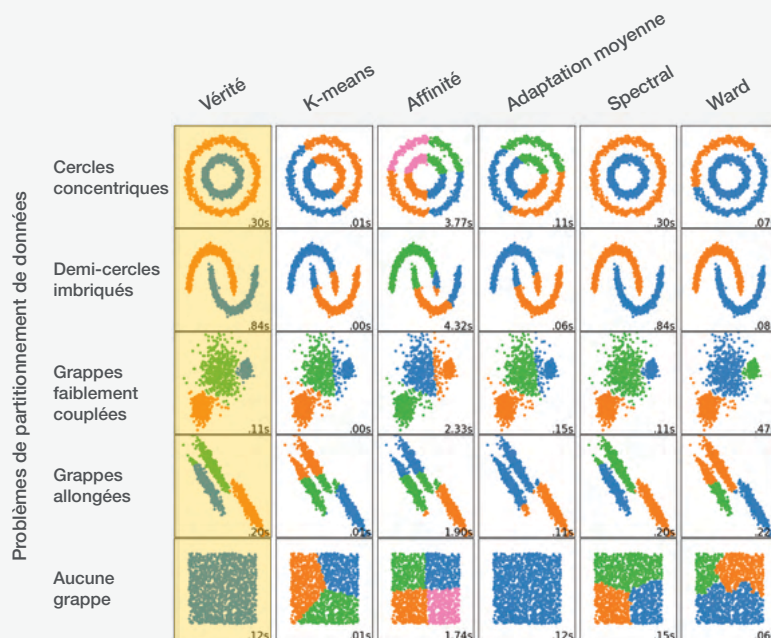 Vérité
K-means
Affinité
Adaptation moyenne
Spectral
Ward
Problèmes de partitionnement de données
Cercles
concentriques
.30s
.01s
3.77s
.11s
.30s
.07
Demi-cercles
imbriqués
.84s
.00s
4.32s
.06s
.84s
.08
Grappes
faiblement
couplées
.11s
.00s
2.33s
.15s
.11s
.47
Grappes
allongées
.20s
.01s
1.90s
.11s
.20s
.22
Aucune
grappe
.12s
.01s
1.74s
.12s
.15s
.06